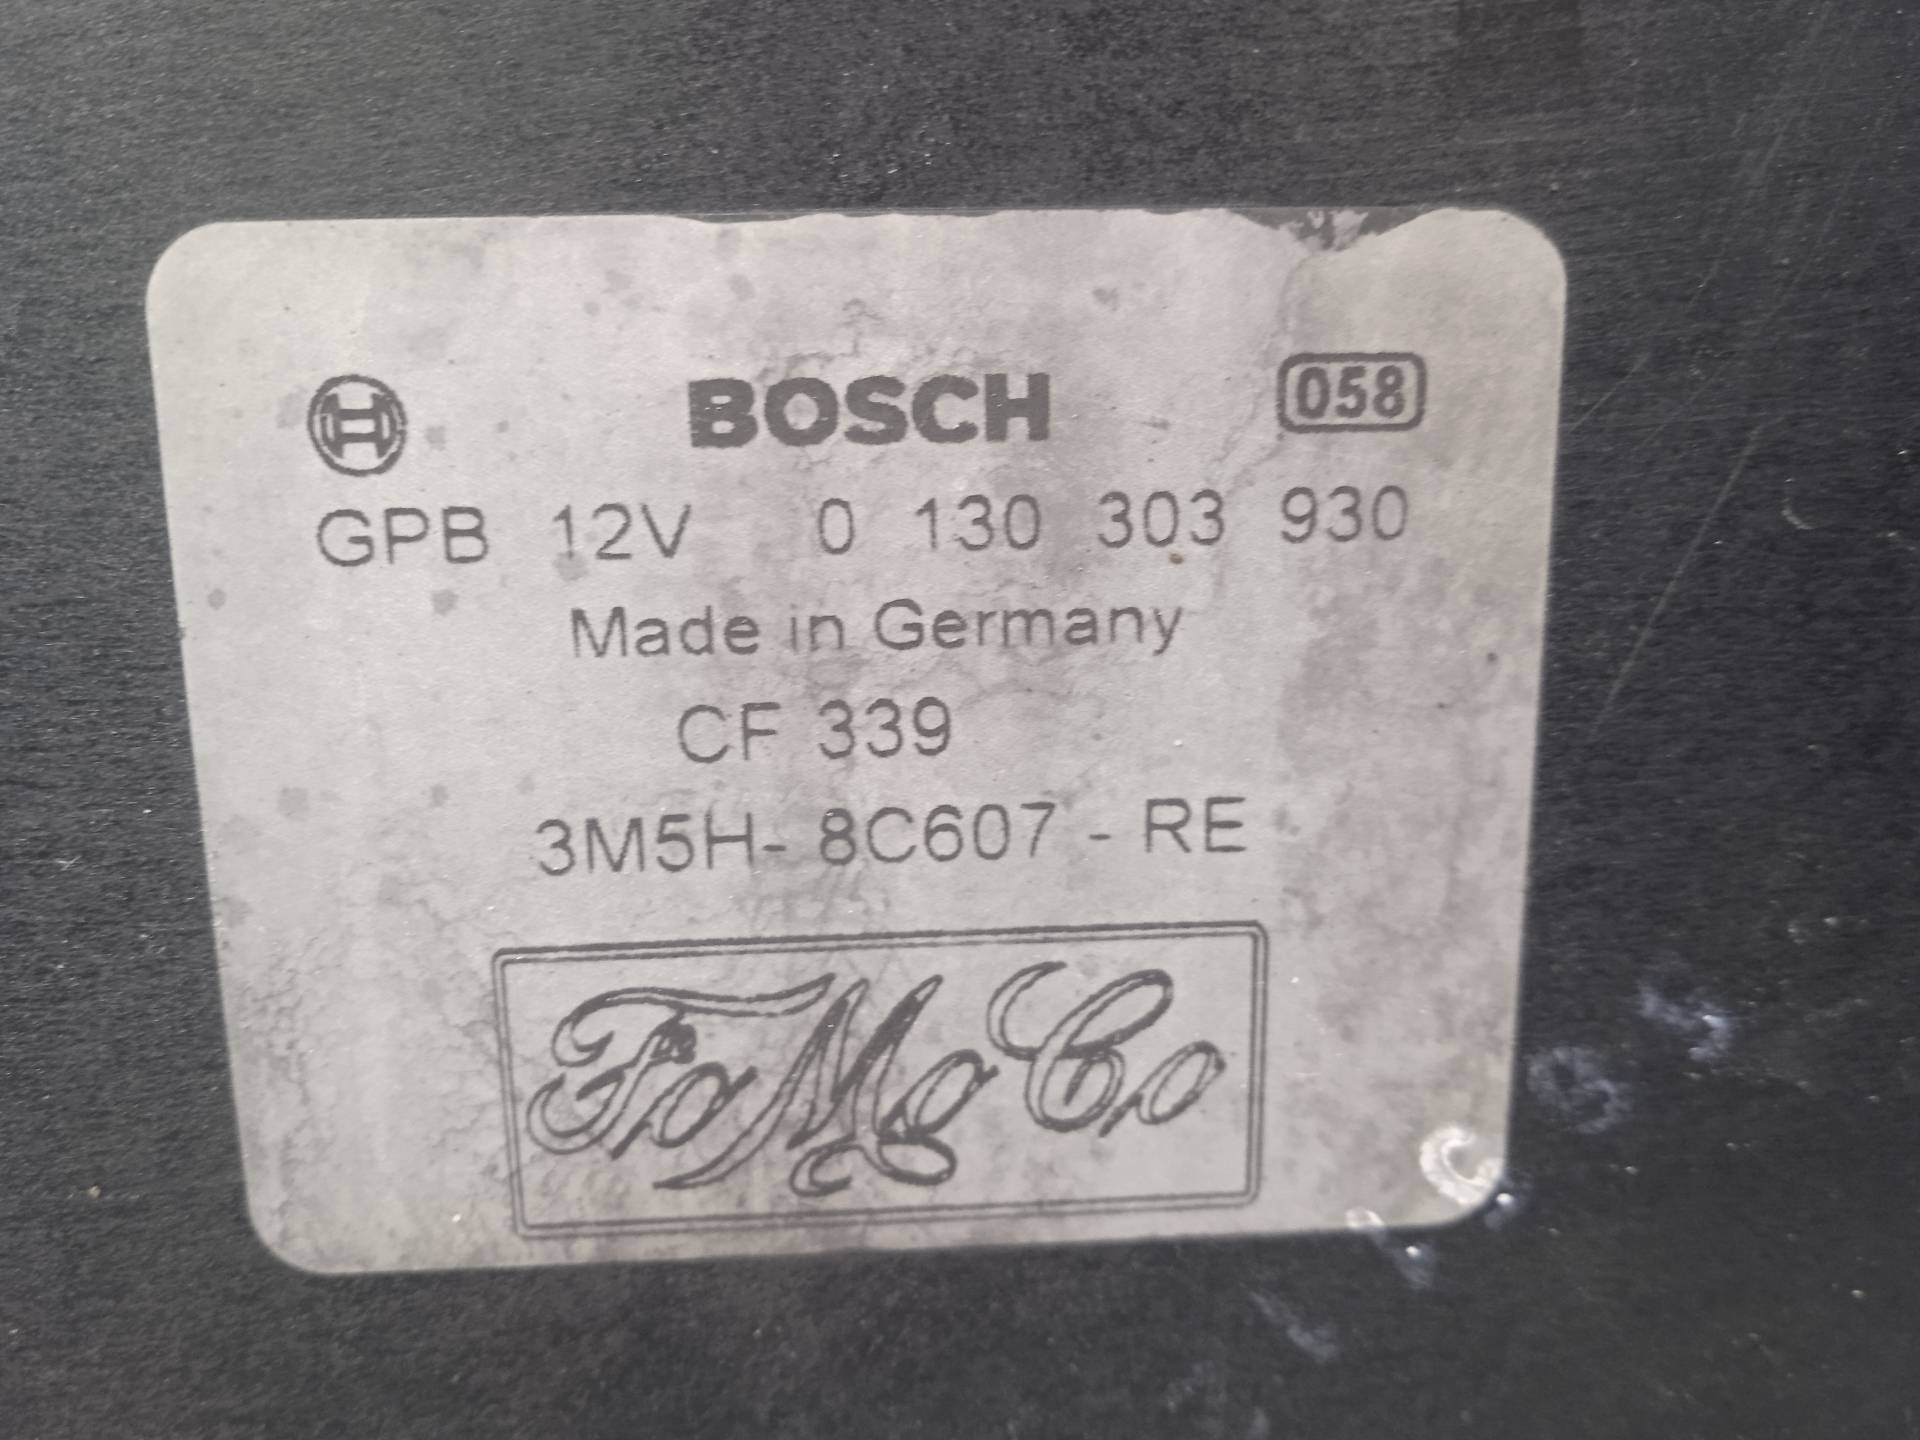 BOSCH 058
GPB 12V 0 130 303 930
Made in Germany
CF 339
3M5H- 8C607 - RE
FoMoCo